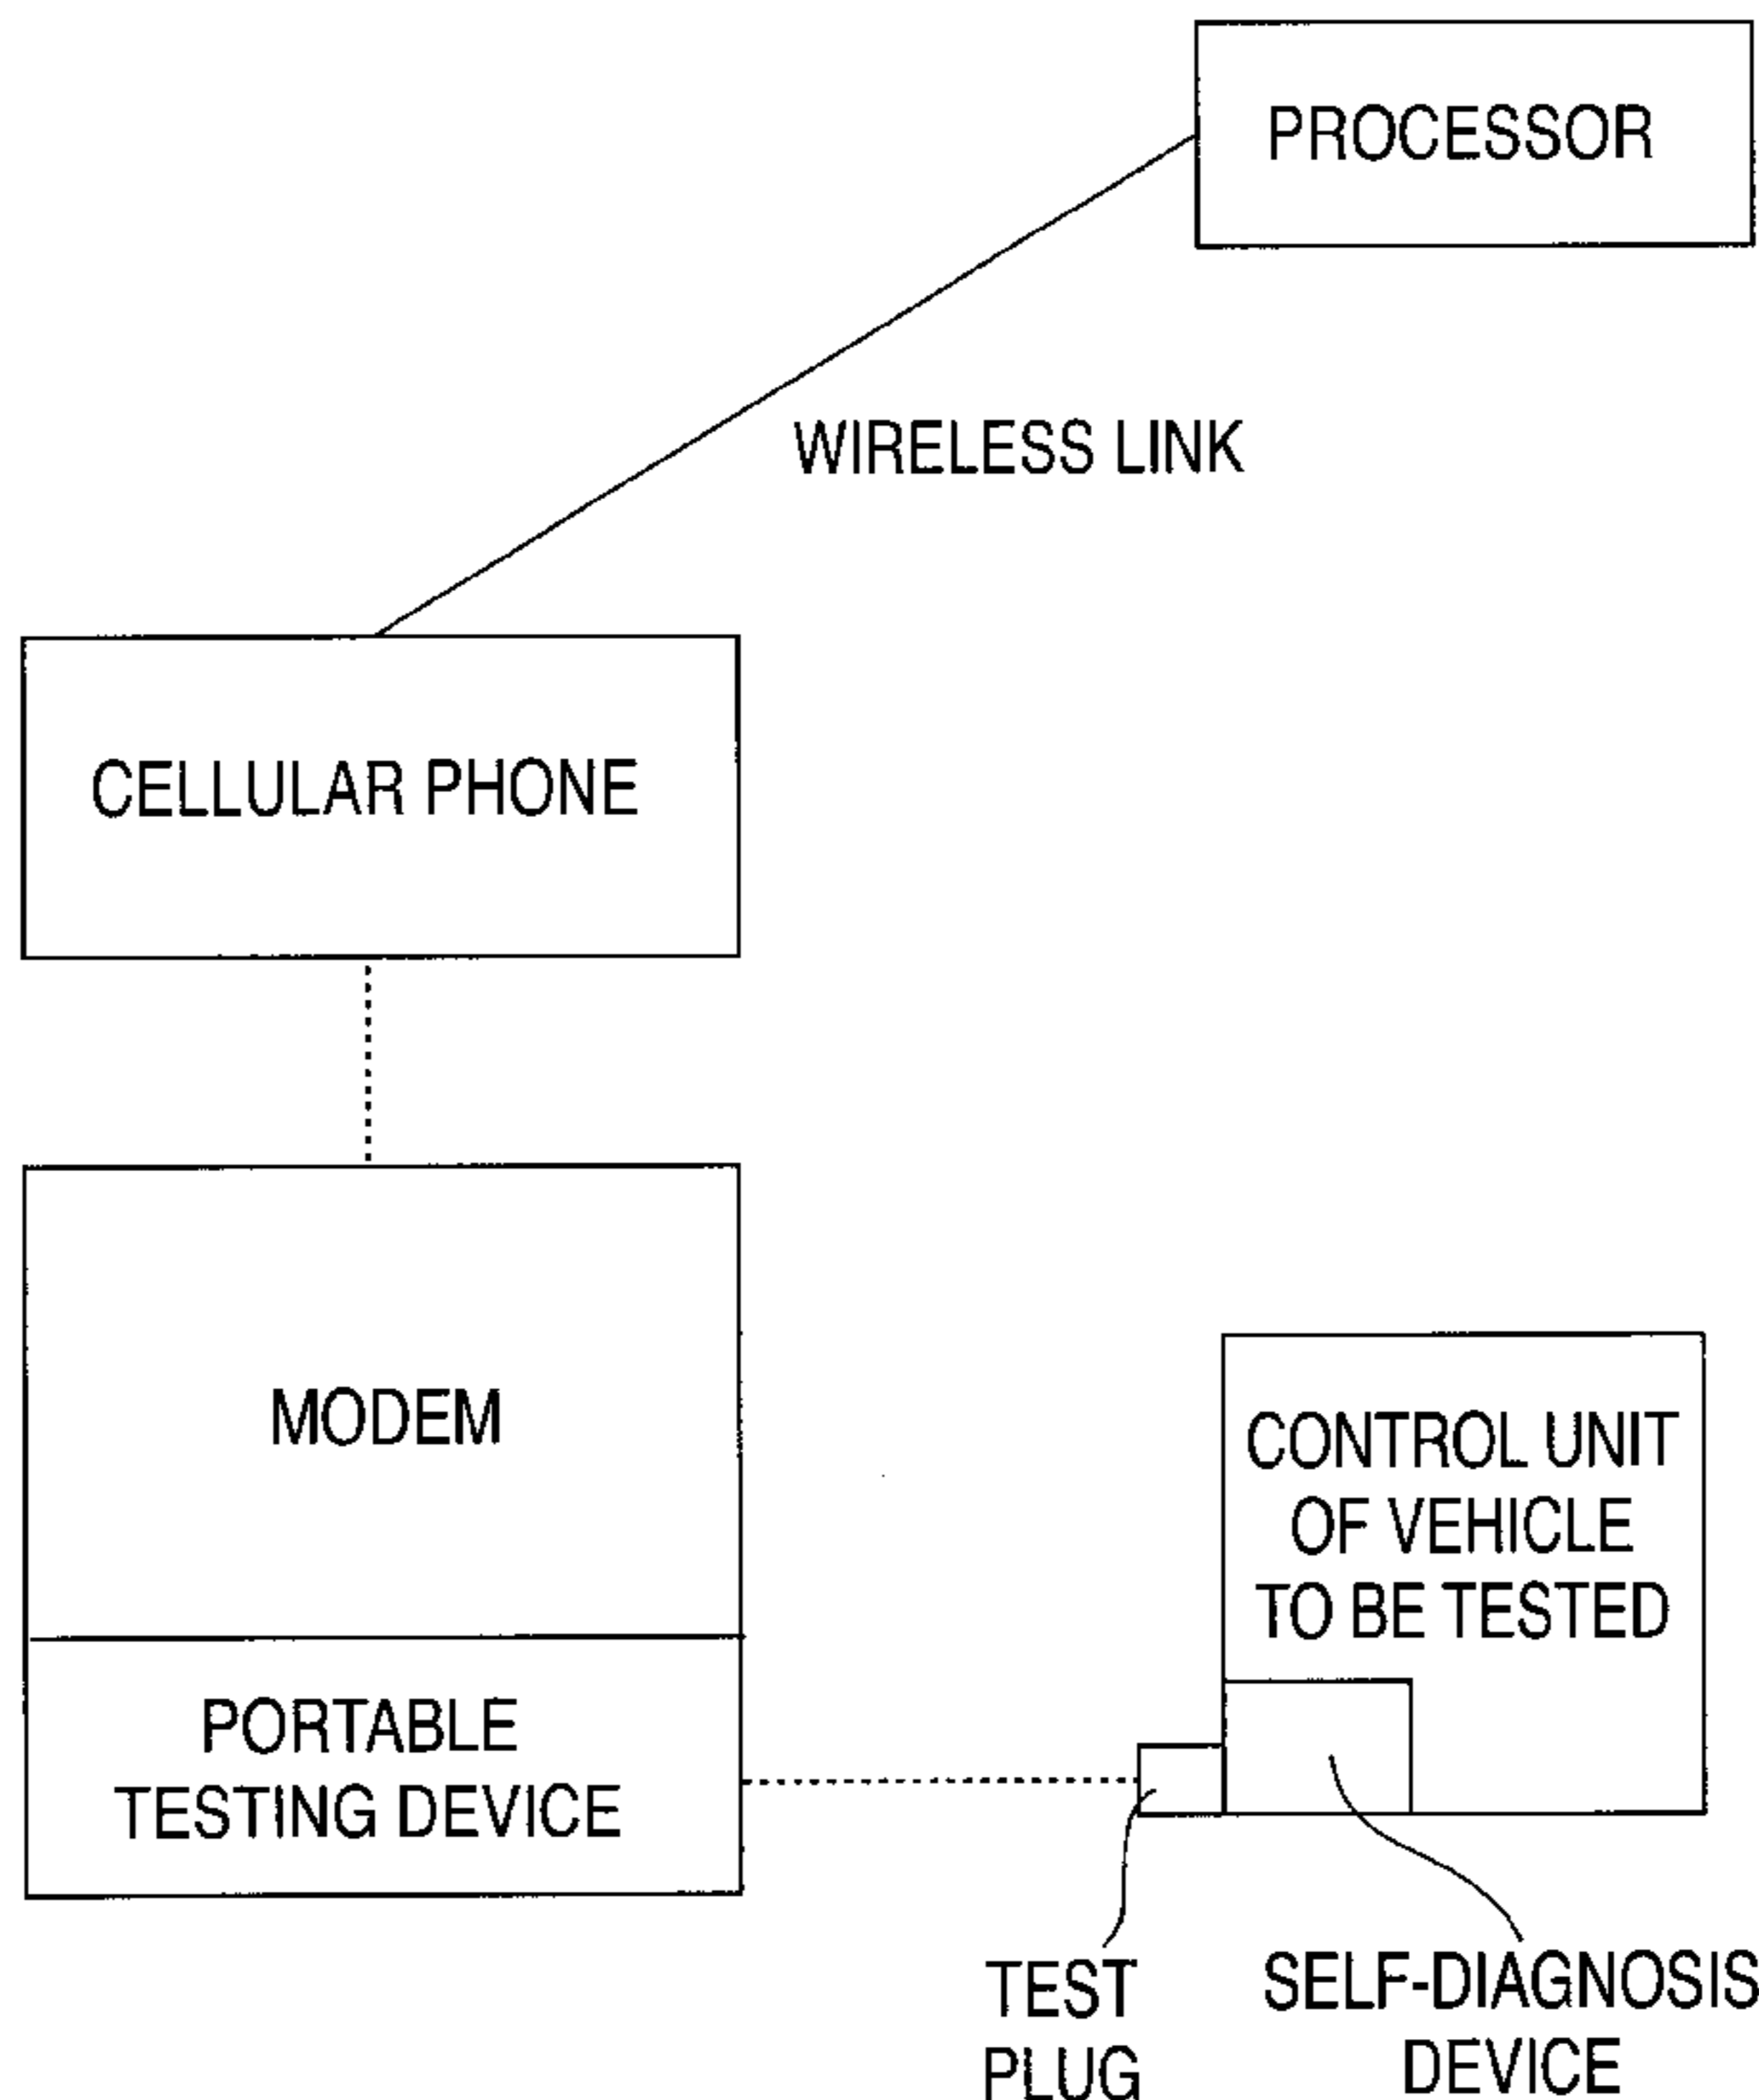 PROCESSOR
WIRELESS LINK
CELLULAR PHONE
MODEM
CONTROL UNIT
OF VEHICLE
TO BE TESTED
PORTABLE
TESTING DEVICE
TEST
PLUG
SELF-DIAGNOSIS
DEVICE